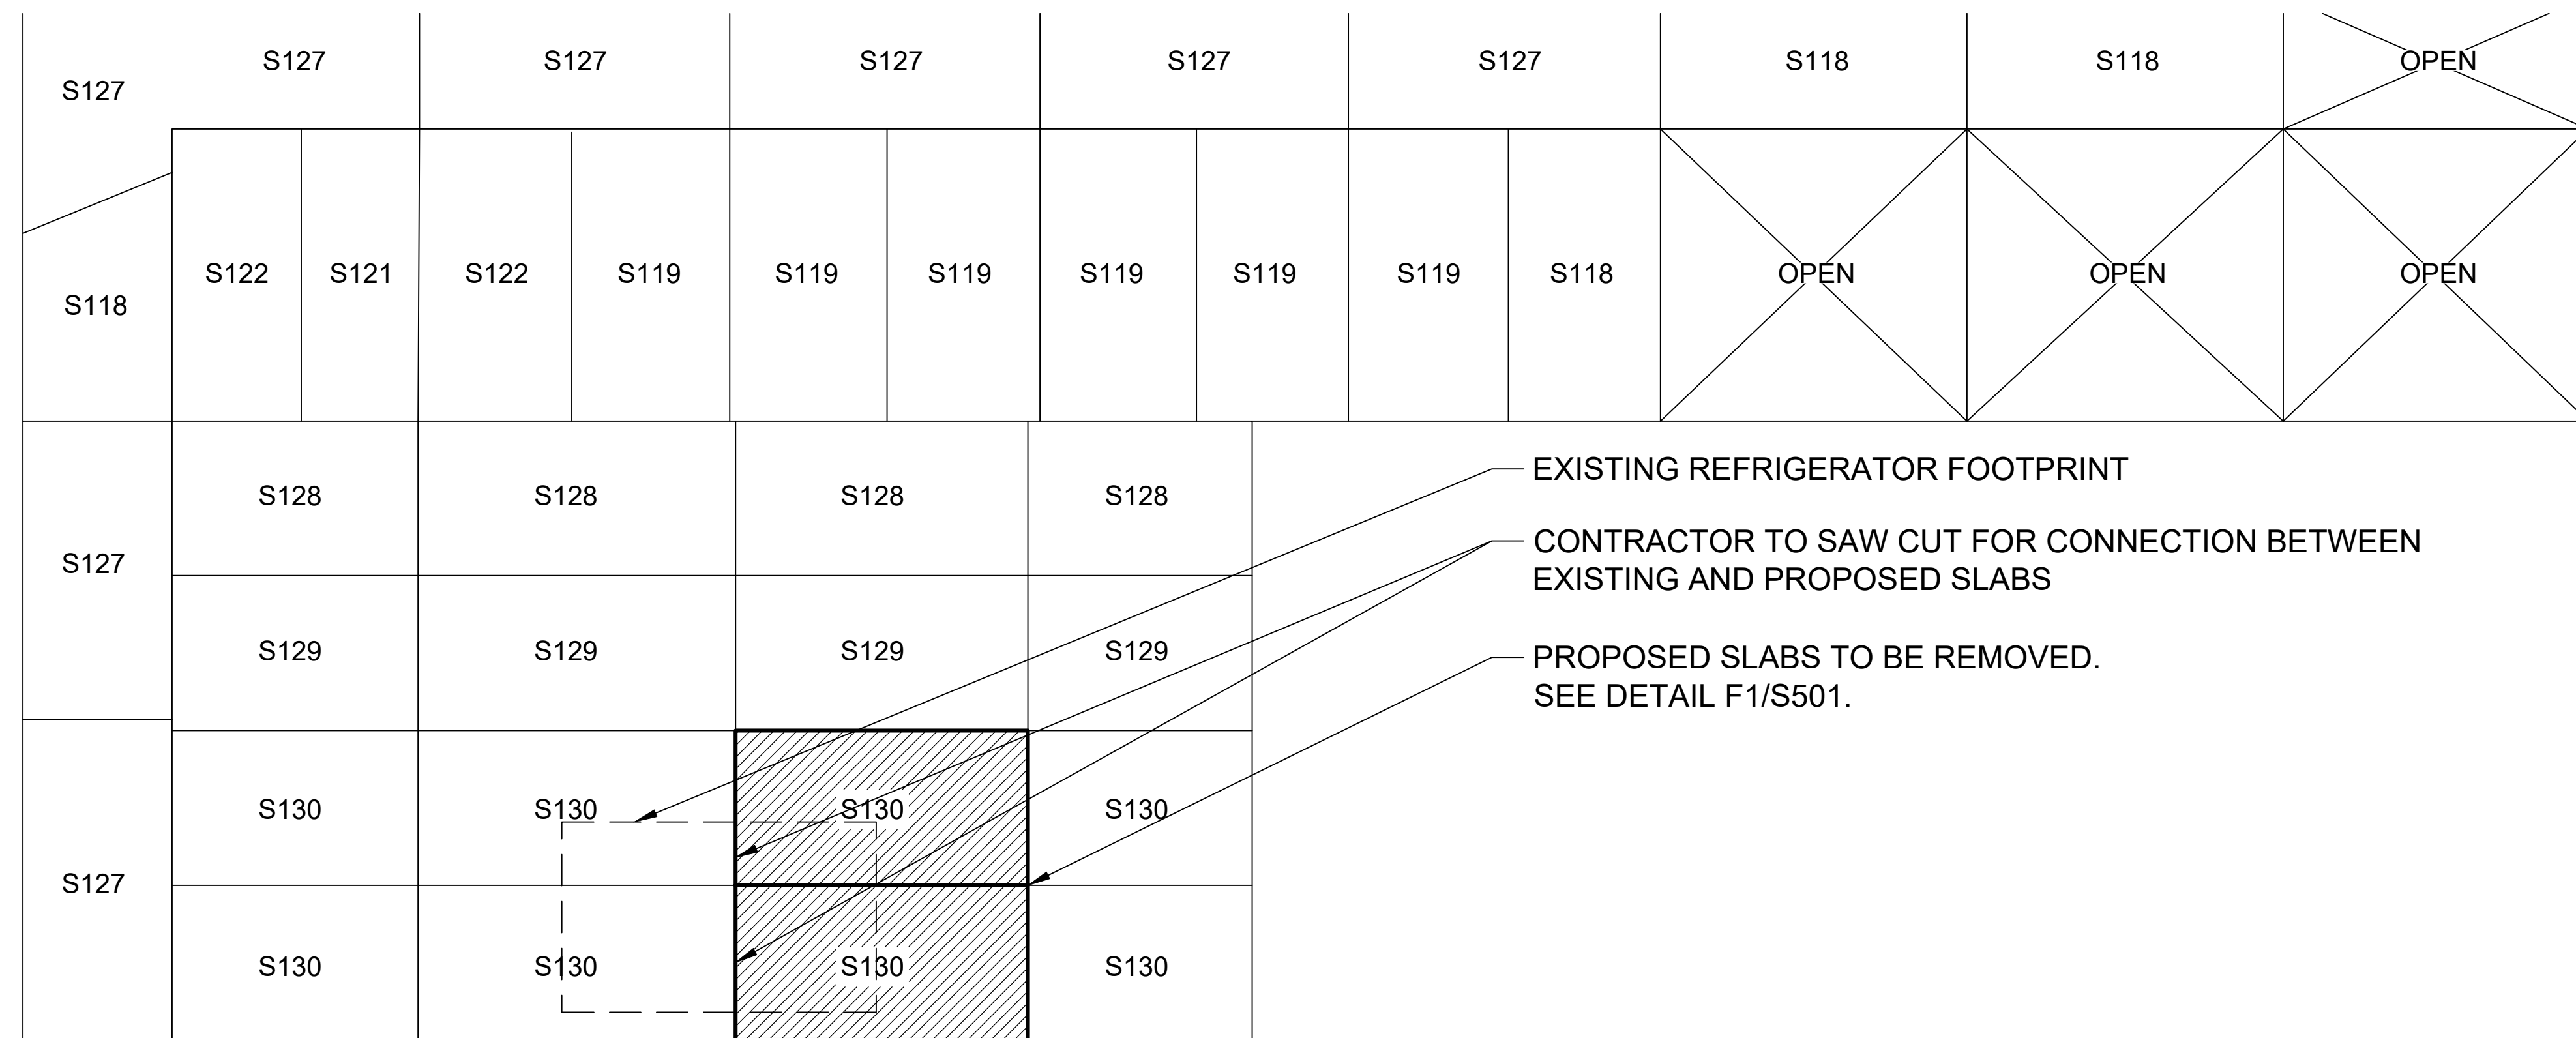 S127 S127 S127 S127 S127 S118 S118 OPEN
S127
S122 S121 S122 S119 S119 S119 S119 S119 S119 S118 OPEN OPEN OPEN
S118
EXISTING REFRIGERATOR FOOTPRINT
S128 S128 S128 S128
CONTRACTOR TO SAW CUT FOR CONNECTION BETWEEN
EXISTING AND PROPOSED SLABS
S127
S129 S129 S129 S129
PROPOSED SLABS TO BE REMOVED.
SEE DETAIL F1/S501.
S130 S130 S130 S130
S127
S130 S130 S130 S130